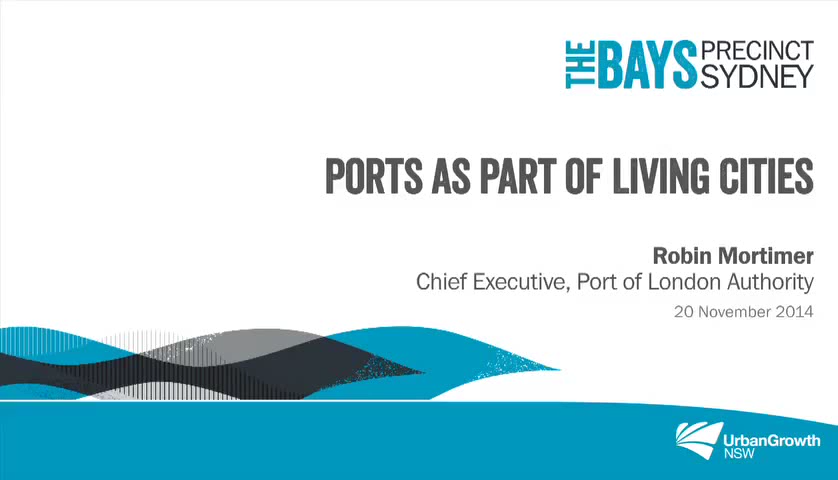 THE BAYS PRECINCT
SYDNEY
PORTS AS PART OF LIVING CITIES
Robin Mortimer
Chief Executive, Port of London Authority
20 November 2014
UrbanGrowth
NSW